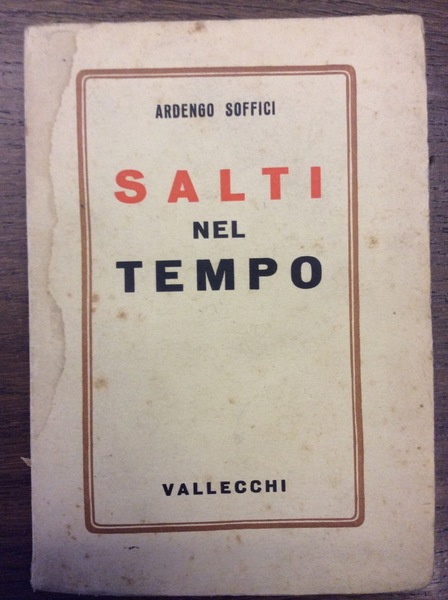 ARDENGO SOFFICI
SALTI
NEL
TEMPO
VALLECCHI